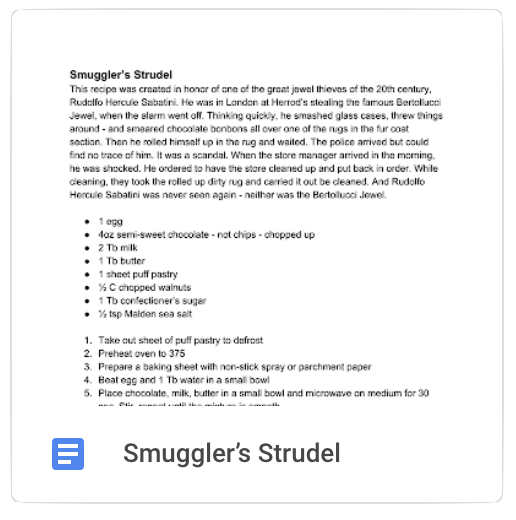 Smuggler's Strudel
This recipe was created in honor of one of the great jewel thieves of the 20th century,
Rudolfo Hercule Sabatini. He was in London at Herrod's stealing the famous Bertollucci
Jewel, when the alarm went off. Thinking quickly, he smashed glass cases, threw things
around - and smeared chocolate bonbons all over one of the rugs in the fur coat
section. Then he rolled himself up in the rug and waited. The police arrived but could
find no trace of him. It was a scandal. When the store manager arrived in the morning,
he was shocked. He ordered to have the store cleaned up and put back in order. While
cleaning, they took the rolled up dirty rug and carried it out be cleaned. And Rudolfo
Hercule Sabatini was never seen again - neither was the Bertollucci Jewel.
● 1 egg
● 4oz semi-sweet chocolate - not chips - chopped up
● 2 Tb milk
● 1 Tb butter
● 1 sheet puff pastry
● ½ C chopped walnuts
● 1 Tb confectioner's sugar
● ½ tsp Malden sea salt
1. Take out sheet of puff pastry to defrost
2. Preheat oven to 375
3. Prepare a baking sheet with non-stick spray or parchment paper
4. Beat egg and 1 Tb water in a small bowl
5. Place chocolate, milk, butter in a small bowl and microwave on medium for 30
Smuggler's Strudel